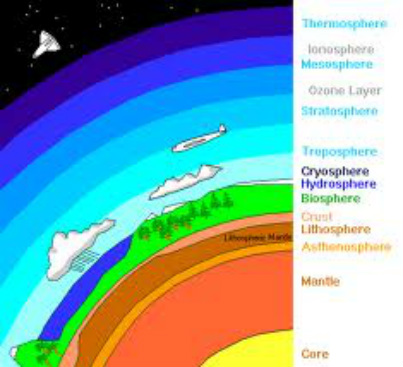 Thermosphere
Ionosphere
Mesosphere
Ozone Layer
Stratosphere
Troposphere
Cryosphere
Hydrosphere
Biosphere
Crust
Lithosphere
Lithosphere Mantle
Asthenosphere
Mantle
Core